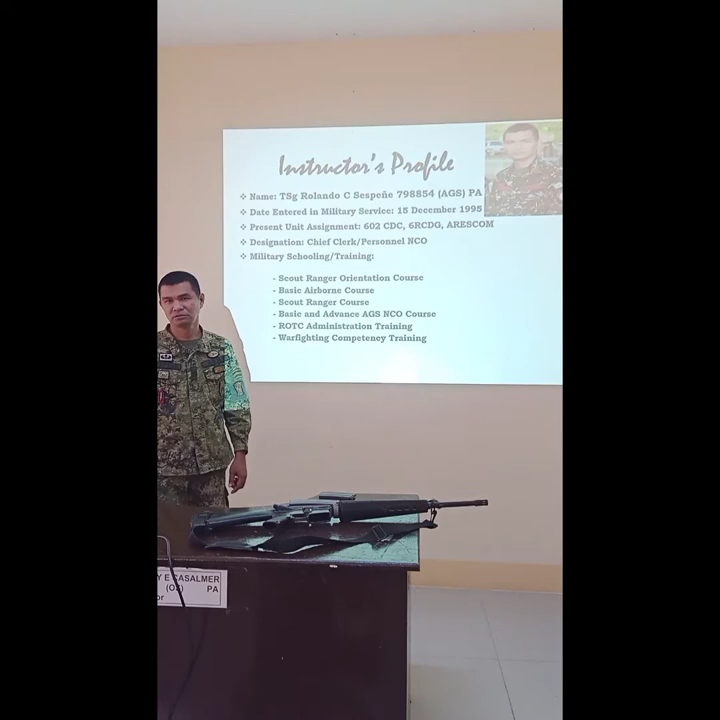 Instructor's Profile
❖ Name: TSg Rolando C Sespeñe 798854 (AGS) PA
❖ Date Entered in Military Service: 15 December 1995
❖ Present Unit Assignment: 602 CDC, 6RCDG, ARESCOM
❖ Designation: Chief Clerk/Personnel NCO
❖ Military Schooling/Training:
- Scout Ranger Orientation Course
- Basic Airborne Course
- Scout Ranger Course
- Basic and Advance AGS NCO Course
- ROTC Administration Training
- Warfighting Competency Training
Y E CASALMER
PA
or